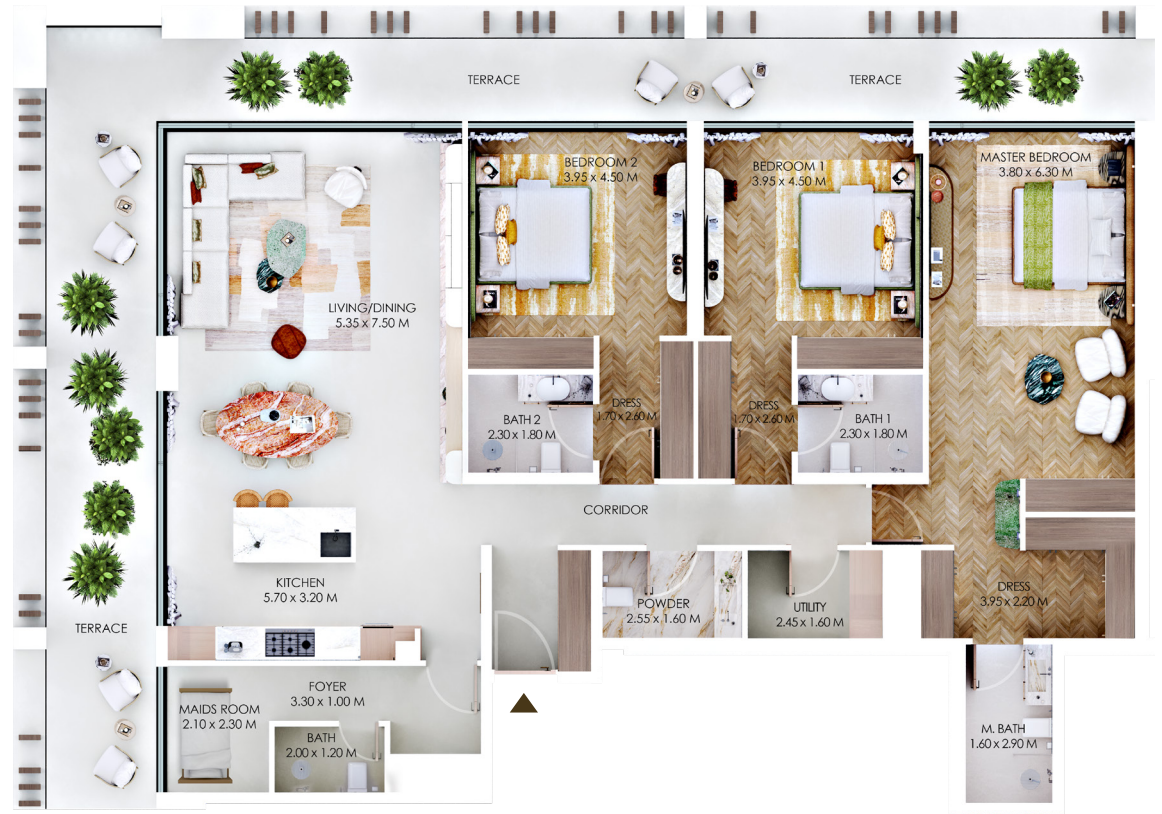 TERRACE
TERRACE
BEDROOM 2
3.95 x 4.50 M
BEDROOM 1
3.95 x 4.50 M
MASTER BEDROOM
3.80 x 6.30 M
LIVING/DINING
5.35 x 7.50 M
DRESS
1.70 x 2.60 M
DRESS
1.70 x 2.60 M
BATH 2
2.30 x 1.80 M
BATH 1
2.30 x 1.80 M
CORRIDOR
KITCHEN
5.70 x 3.20 M
POWDER
2.55 x 1.60 M
UTILITY
2.45 x 1.60 M
DRESS
3.95 x 2.20 M
TERRACE
FOYER
3.30 x 1.00 M
MAIDS ROOM
2.10 x 2.30 M
BATH
2.00 x 1.20 M
M. BATH
1.60 x 2.90 M